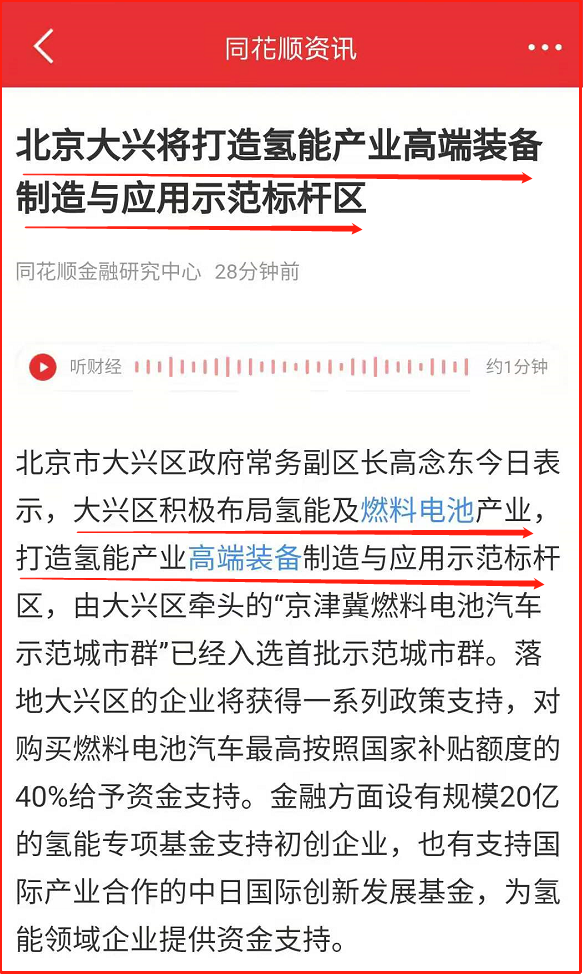 同花顺资讯
北京大兴将打造氢能产业高端装备
制造与应用示范标杆区
同花顺金融研究中心 28分钟前
听财经 约1分钟
北京市大兴区政府常务副区长高念东今日表
示，大兴区积极布局氢能及燃料电池产业，
打造氢能产业高端装备制造与应用示范标杆
区，由大兴区牵头的“京津冀燃料电池汽车
示范城市群”已经入选首批示范城市群。落
地大兴区的企业将获得一系列政策支持，对
购买燃料电池汽车最高按照国家补贴额度的
40%给予资金支持。金融方面设有规模20亿
的氢能专项基金支持初创企业，也有支持国
际产业合作的中日国际创新发展基金，为氢
能领域企业提供资金支持。